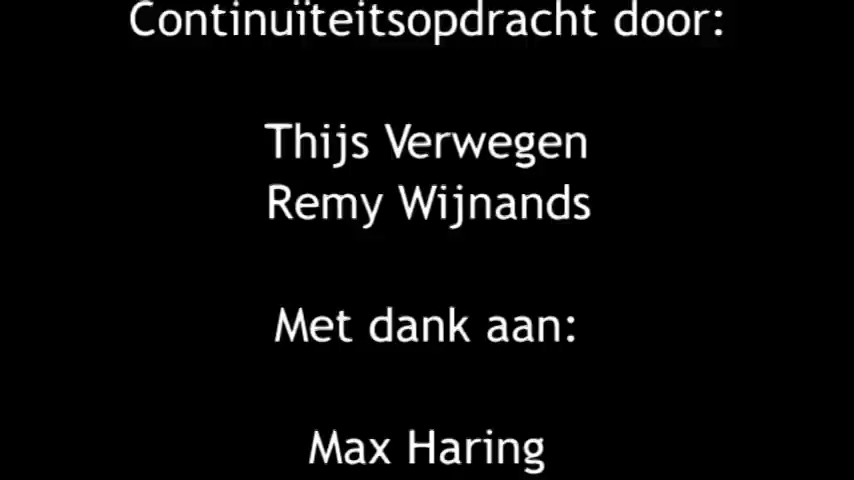 Continuïteitsopdracht door:
Thijs Verwegen
Remy Wijnands
Met dank aan:
Max Haring